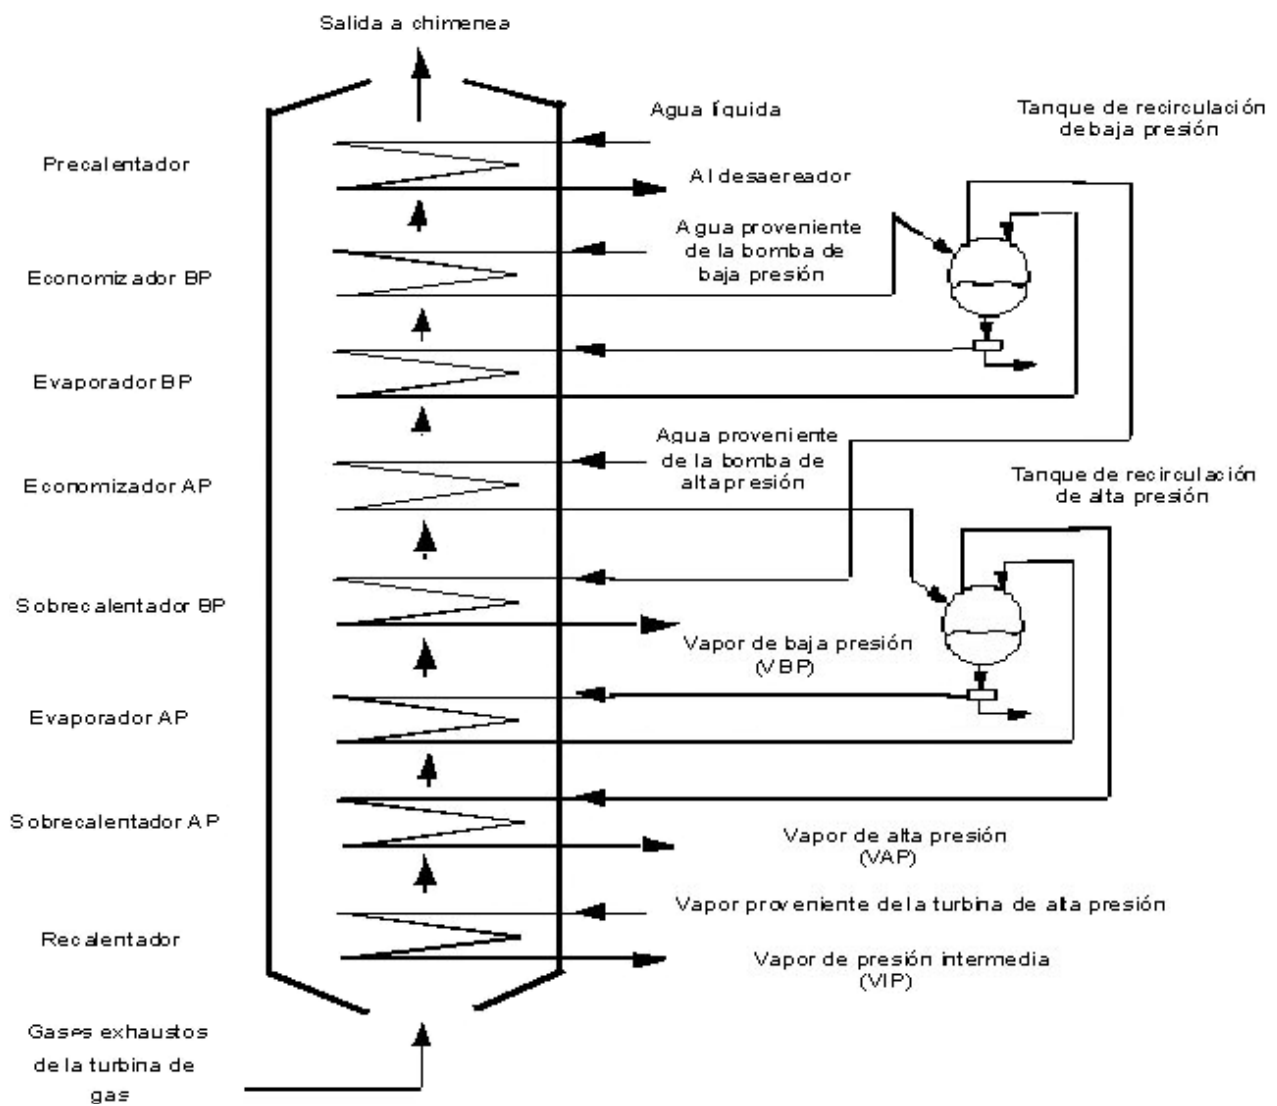 Salida a chimenea
Agua líquida
Tanque de recirculación
de baja presión
Precalentador
Al desaereador
Agua proveniente
de la bomba de
baja presión
Economizador BP
Evaporador BP
Agua proveniente
de la bomba de
alta presión
Tanque de recirculación
de alta presión
Economizador AP
Sobrecalentador BP
Vapor de baja presión
(VBP)
Evaporador AP
Sobrecalentador AP
Vapor de alta presión
(VAP)
Vapor proveniente de la turbina de alta presión
Recalentador
Vapor de presión intermedia
(VIP)
Gases exhaustos
de la turbina de
gas